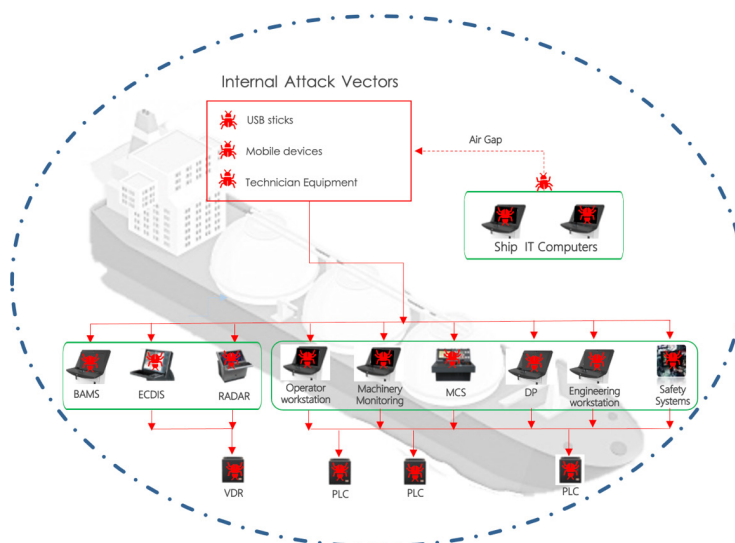 Internal Attack Vectors
USB sticks
Mobile devices
Technician Equipment
Air Gap
Ship IT Computers
BAMS
ECDIS
RADAR
Operator
workstation
Machinery
Monitoring
MCS
DP
Engineering
workstation
Safety
Systems
VDR
PLC
PLC
PLC